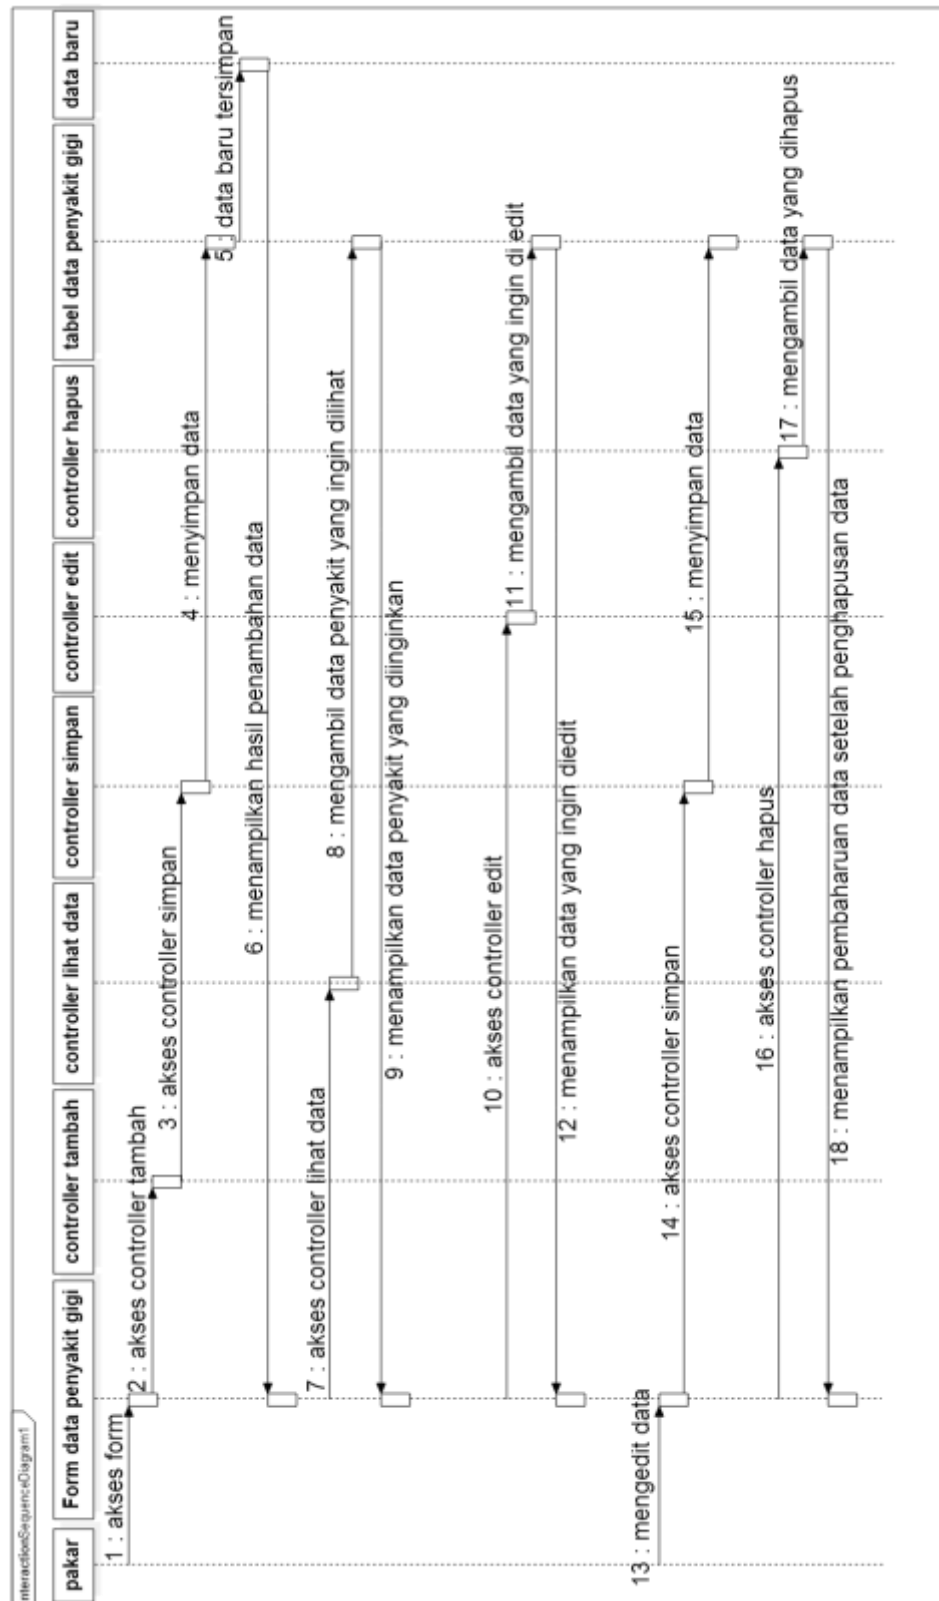 nteractionSequenceDiagram1
pakar
Form data penyakit gigi
controller tambah
controller lihat data
controller simpan
controller edit
controller hapus
tabel data penyakit gigi
data baru
1 : akses form
2 : akses controller tambah
3 : akses controller simpan
4 : menyimpan data
5 : data baru tersimpan
6 : menampilkan hasil penambahan data
7 : akses controller lihat data
8 : mengambil data penyakit yang ingin dilihat
9 : menampilkan data penyakit yang diinginkan
10 : akses controller edit
11 : mengambil data yang ingin di edit
12 : menampilkan data yang ingin diedit
13 : mengedit data
14 : akses controller simpan
15 : menyimpan data
16 : akses controller hapus
17 : mengambil data yang dihapus
18 : menampilkan pembaharuan data setelah penghapusan data